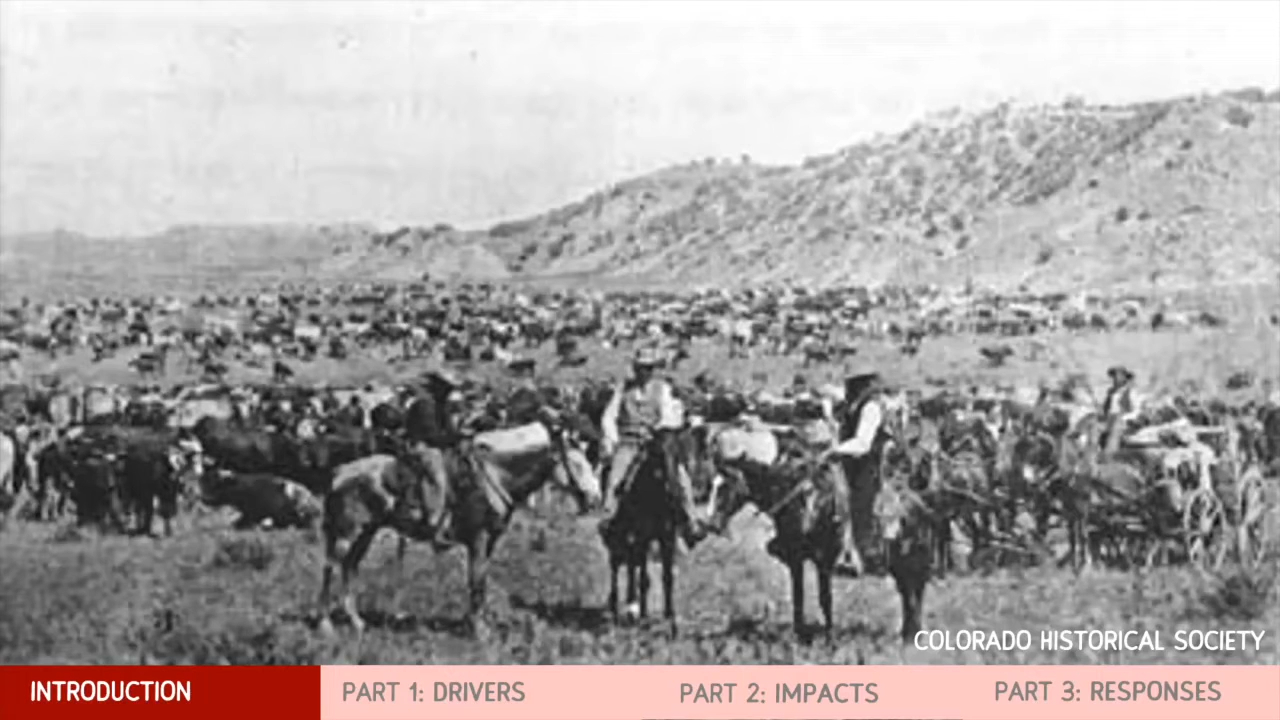 COLORADO HISTORICAL SOCIETY
INTRODUCTION
PART 1: DRIVERS
PART 2: IMPACTS
PART 3: RESPONSES